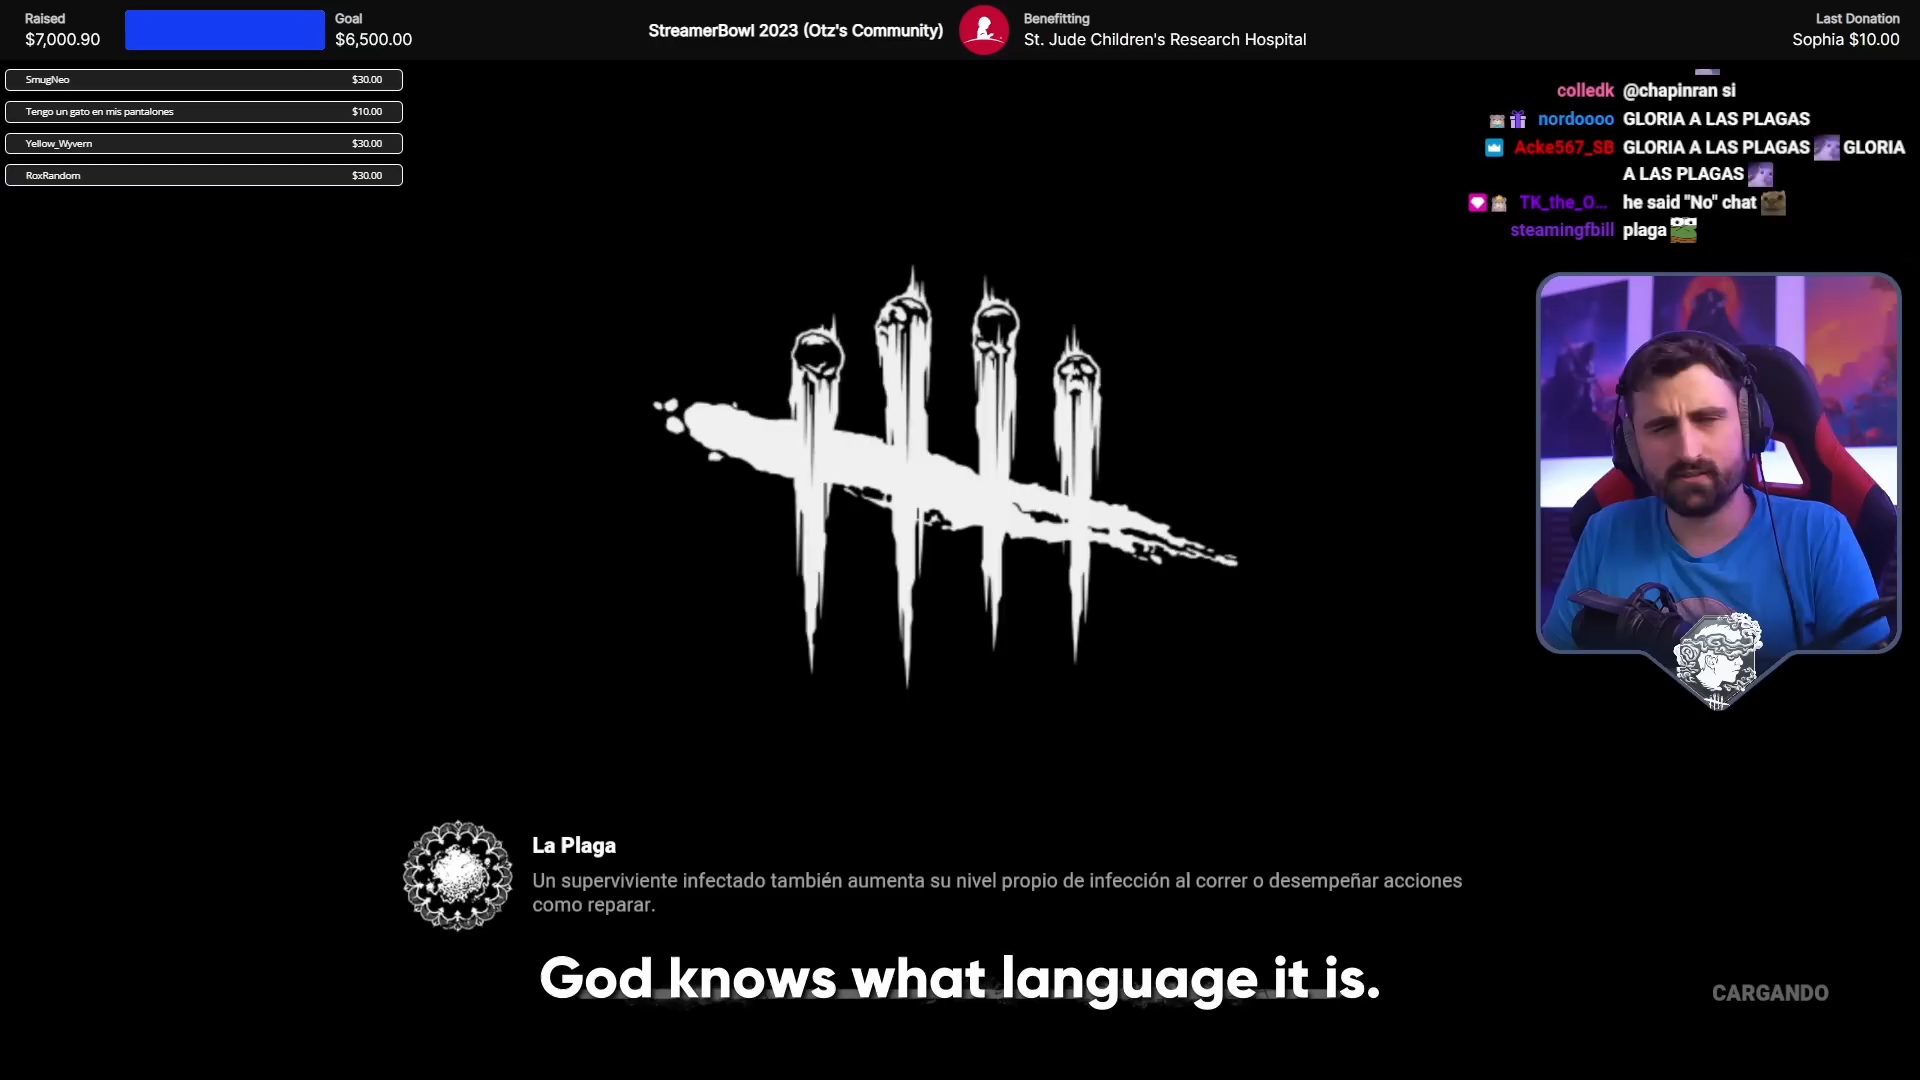 Raised
$7,000.90
Goal
$6,500.00
StreamerBowl 2023 (Otz's Community)
Benefitting
St. Jude Children's Research Hospital
Last Donation
Sophia $10.00
SmugNeo $30.00
Tengo un gato en mis pantalones $10.00
Yellow_Wyvern $30.00
RoxRandom $30.00
colledk @chapinran si
nordoooo GLORIA A LAS PLAGAS
Acke567_SB GLORIA A LAS PLAGAS GLORIA
A LAS PLAGAS
TK_the_O... he said "No" chat
steamingfbill plaga
La Plaga
Un superviviente infectado también aumenta su nivel propio de infección al correr o desempeñar acciones
como reparar.
God knows what language it is.
CARGANDO